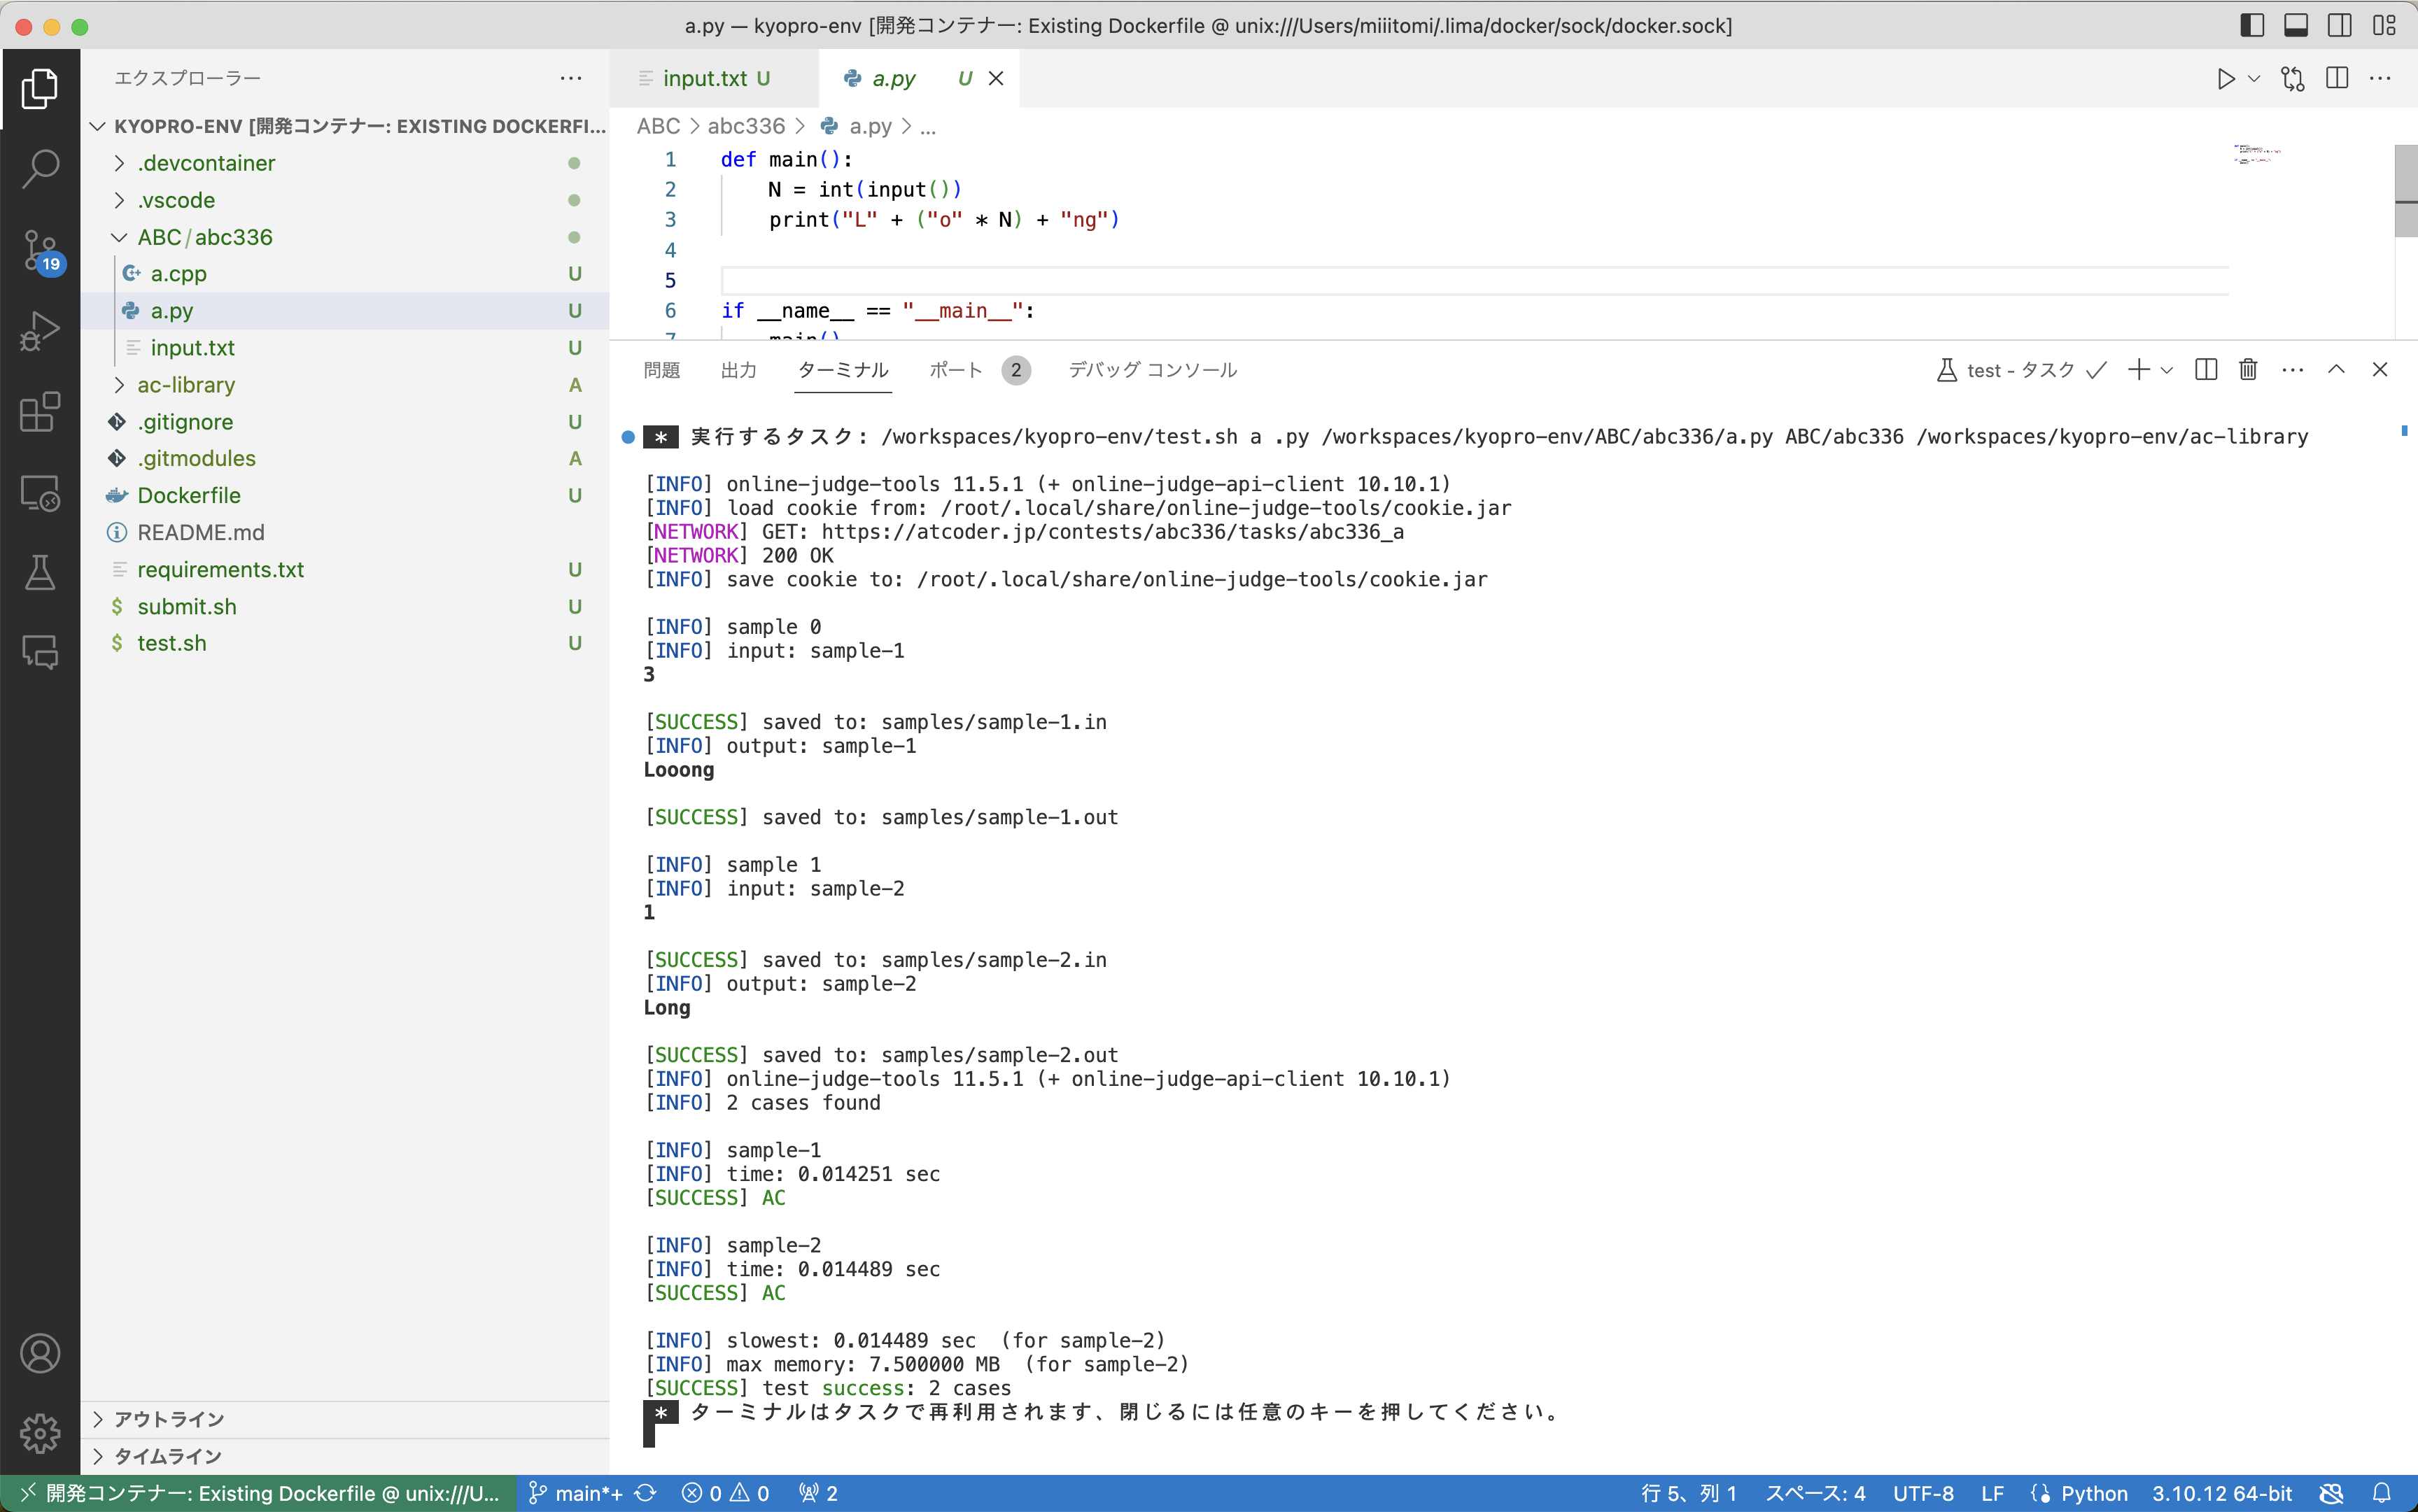 a.py — kyopro-env [開発コンテナー: Existing Dockerfile @ unix:///Users/miiitomi/.lima/docker/sock/docker.sock]
エクスプローラー
KYOPRO-ENV [開発コンテナー: EXISTING DOCKERFI...
.devcontainer
.vscode
ABC/abc336
a.cpp U
a.py U
input.txt U
ac-library A
.gitignore U
.gitmodules A
Dockerfile U
README.md
requirements.txt U
submit.sh U
test.sh U
アウトライン
タイムライン
19
input.txt U
a.py U
ABC > abc336 > a.py > ...
1 def main():
2 N = int(input())
3 print("L" + ("o" * N) + "ng")
4
5
6 if __name__ == "__main__":
7 main()
問題 出力 ターミナル ポート 2 デバッグ コンソール
test - タスク
* 実行するタスク: /workspaces/kyopro-env/test.sh a .py /workspaces/kyopro-env/ABC/abc336/a.py ABC/abc336 /workspaces/kyopro-env/ac-library
[INFO] online-judge-tools 11.5.1 (+ online-judge-api-client 10.10.1)
[INFO] load cookie from: /root/.local/share/online-judge-tools/cookie.jar
[NETWORK] GET: https://atcoder.jp/contests/abc336/tasks/abc336_a
[NETWORK] 200 OK
[INFO] save cookie to: /root/.local/share/online-judge-tools/cookie.jar
[INFO] sample 0
[INFO] input: sample-1
3
[SUCCESS] saved to: samples/sample-1.in
[INFO] output: sample-1
Looong
[SUCCESS] saved to: samples/sample-1.out
[INFO] sample 1
[INFO] input: sample-2
1
[SUCCESS] saved to: samples/sample-2.in
[INFO] output: sample-2
Long
[SUCCESS] saved to: samples/sample-2.out
[INFO] online-judge-tools 11.5.1 (+ online-judge-api-client 10.10.1)
[INFO] 2 cases found
[INFO] sample-1
[INFO] time: 0.014251 sec
[SUCCESS] AC
[INFO] sample-2
[INFO] time: 0.014489 sec
[SUCCESS] AC
[INFO] slowest: 0.014489 sec (for sample-2)
[INFO] max memory: 7.500000 MB (for sample-2)
[SUCCESS] test success: 2 cases
* ターミナルはタスクで再利用されます、閉じるには任意のキーを押してください。
開発コンテナー: Existing Dockerfile @ unix:///U... main*+ 0 0 2 行 5、列 1 スペース: 4 UTF-8 LF Python 3.10.12 64-bit